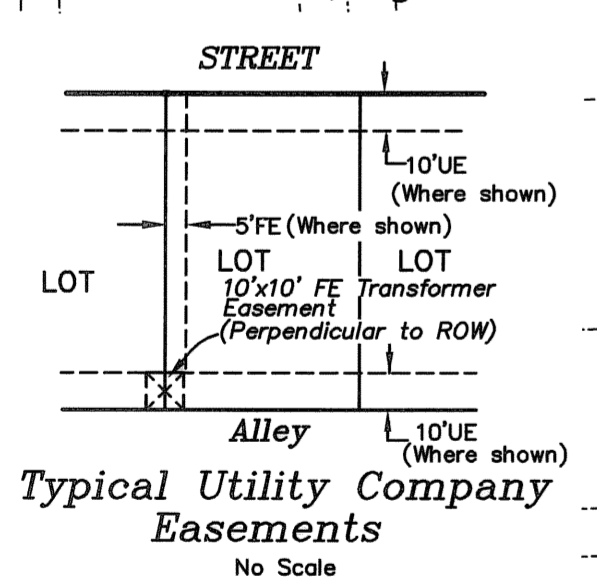 STREET
10'UE
(Where shown)
5'FE (Where shown)
LOT
LOT
LOT
10'x10' FE Transformer
Easement
(Perpendicular to ROW)
Alley
10'UE
(Where shown)
Typical Utility Company
Easements
No Scale